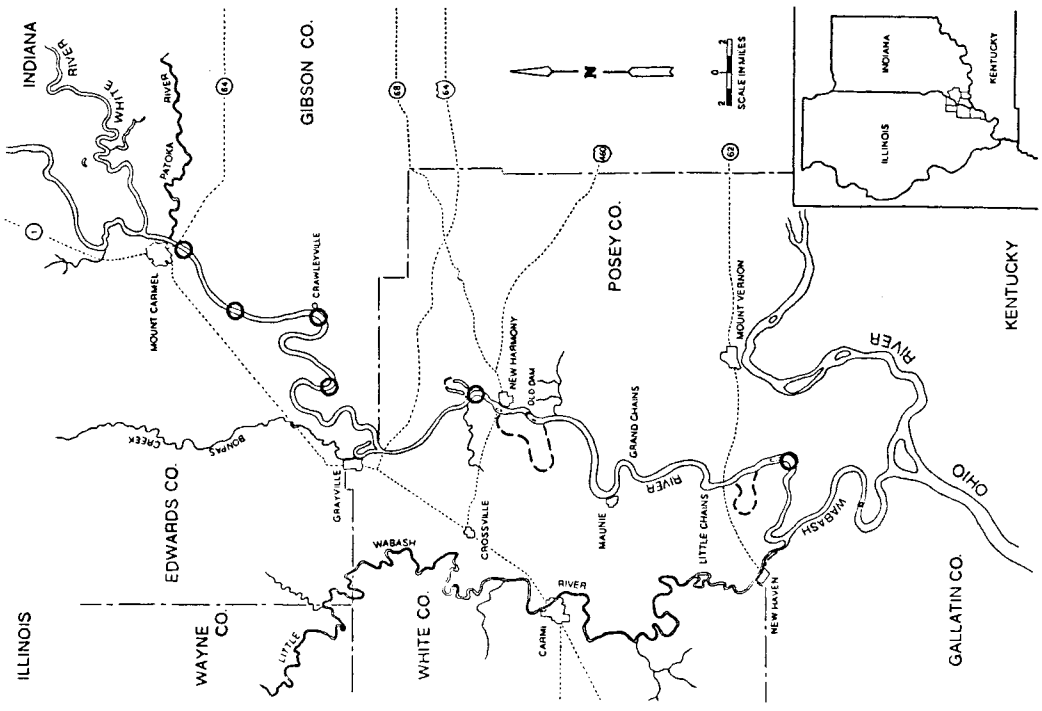 ILLINOIS
INDIANA
WHITE
RIVER
PATOKA RIVER
1
64
MOUNT CARMEL
GIBSON CO.
EDWARDS CO.
WAYNE
CO.
BONPAS
CREEK
CRAWLEYVILLE
68
64
GRAYVILLE
LITTLE
WABASH
RIVER
WHITE CO.
CROSSVILLE
NEW HARMONY
OLD DAM
460
POSEY CO.
N
CARMI
MAUNIE
GRAND CHAINS
RIVER
LITTLE CHAINS
62
MOUNT VERNON
2 0 2
SCALE IN MILES
NEW HAVEN
WABASH
RIVER
OHIO
GALLATIN CO.
KENTUCKY
ILLINOIS
INDIANA
KENTUCKY